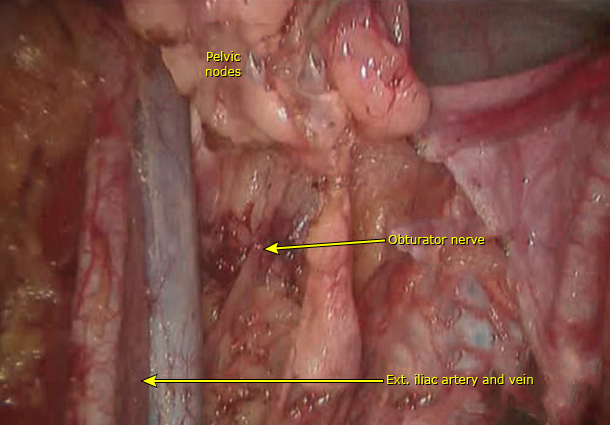 Pelvic
nodes
Obturator nerve
Ext. iliac artery and vein